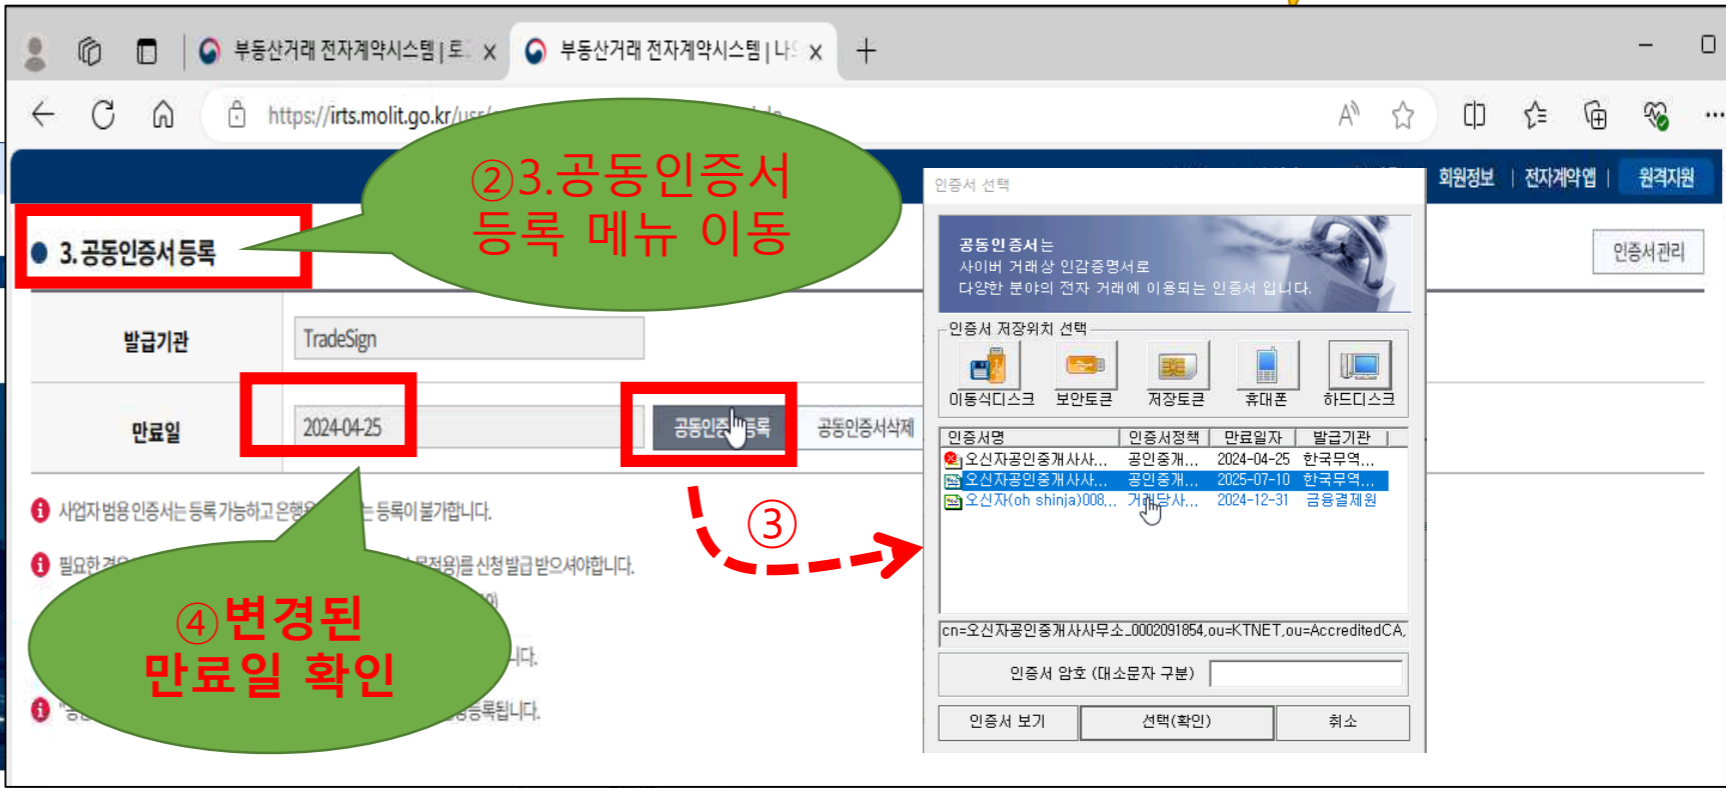 부동산거래 전자계약시스템 | 로
부동산거래 전자계약시스템 | 나의
https://irts.molit.go.kr/usr/
회원정보 | 전자계약앱 | 원격지원
②3.공동인증서
등록 메뉴 이동
3. 공동인증서 등록
인증서관리
발급기관
TradeSign
만료일
2024-04-25
공동인증 등록
공동인증서삭제
사업자 범용 인증서는 등록 가능하고 은행 는 등록이 불가합니다.
필요한 경 목적용)를 신청 발급 받으셔야합니다.
니다.
등록됩니다.
③
④변경된
만료일 확인
인증서 선택
공동인증서는
사이버 거래상 인감증명서로
다양한 분야의 전자 거래에 이용되는 인증서 입니다.
인증서 저장위치 선택
이동식디스크 보안토큰 저장토큰 휴대폰 하드디스크
인증서명 인증서정책 만료일자 발급기관
오신자공인중개사사... 공인중개... 2024-04-25 한국무역...
오신자공인중개사사... 공인중개... 2025-07-10 한국무역...
오신자(oh shinja)008... 거래당사... 2024-12-31 금융결제원
cn=오신자공인중개사사무소_0002091854,ou=KTNET,ou=AccreditedCA,
인증서 암호 (대소문자 구분)
인증서 보기 선택(확인) 취소